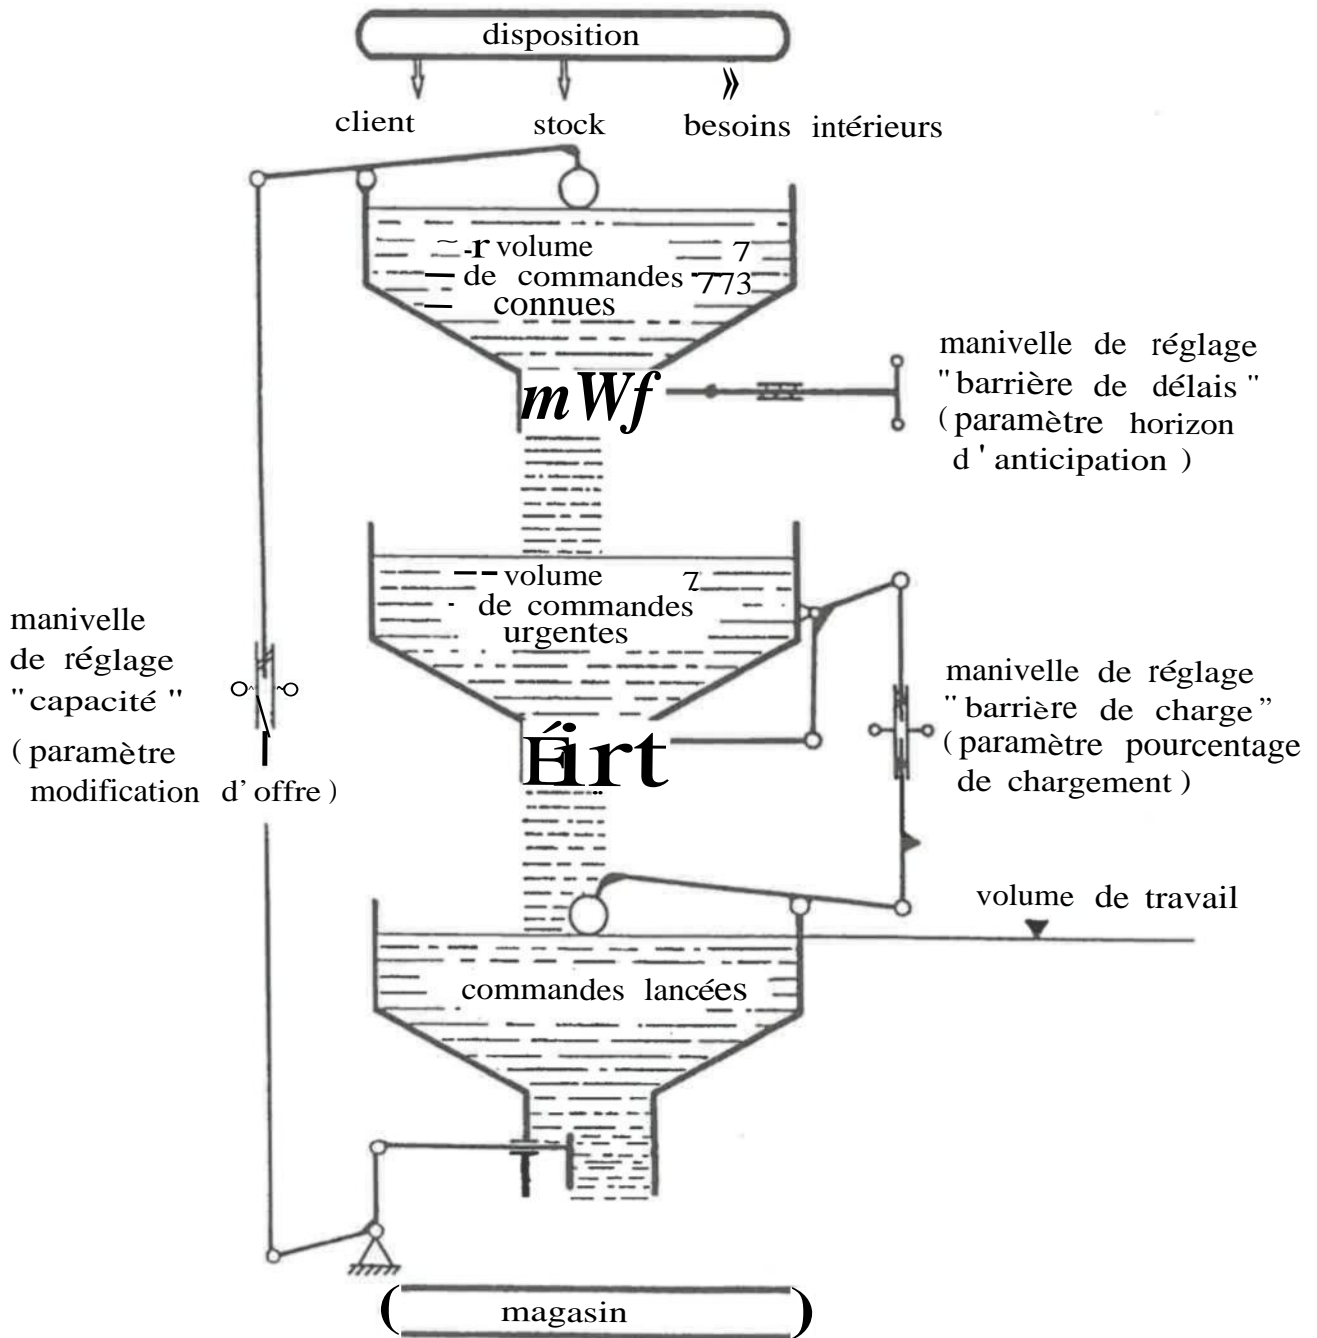 disposition
client stock besoins intérieurs
volume
de commandes
connues
mWf
manivelle de réglage
"barrière de délais"
(paramètre horizon
d'anticipation)
volume
de commandes
urgentes
manivelle
de réglage
"capacité"
(paramètre
modification d'offre)
Éirt
manivelle de réglage
"barrière de charge"
(paramètre pourcentage
de chargement)
volume de travail
commandes lancées
magasin